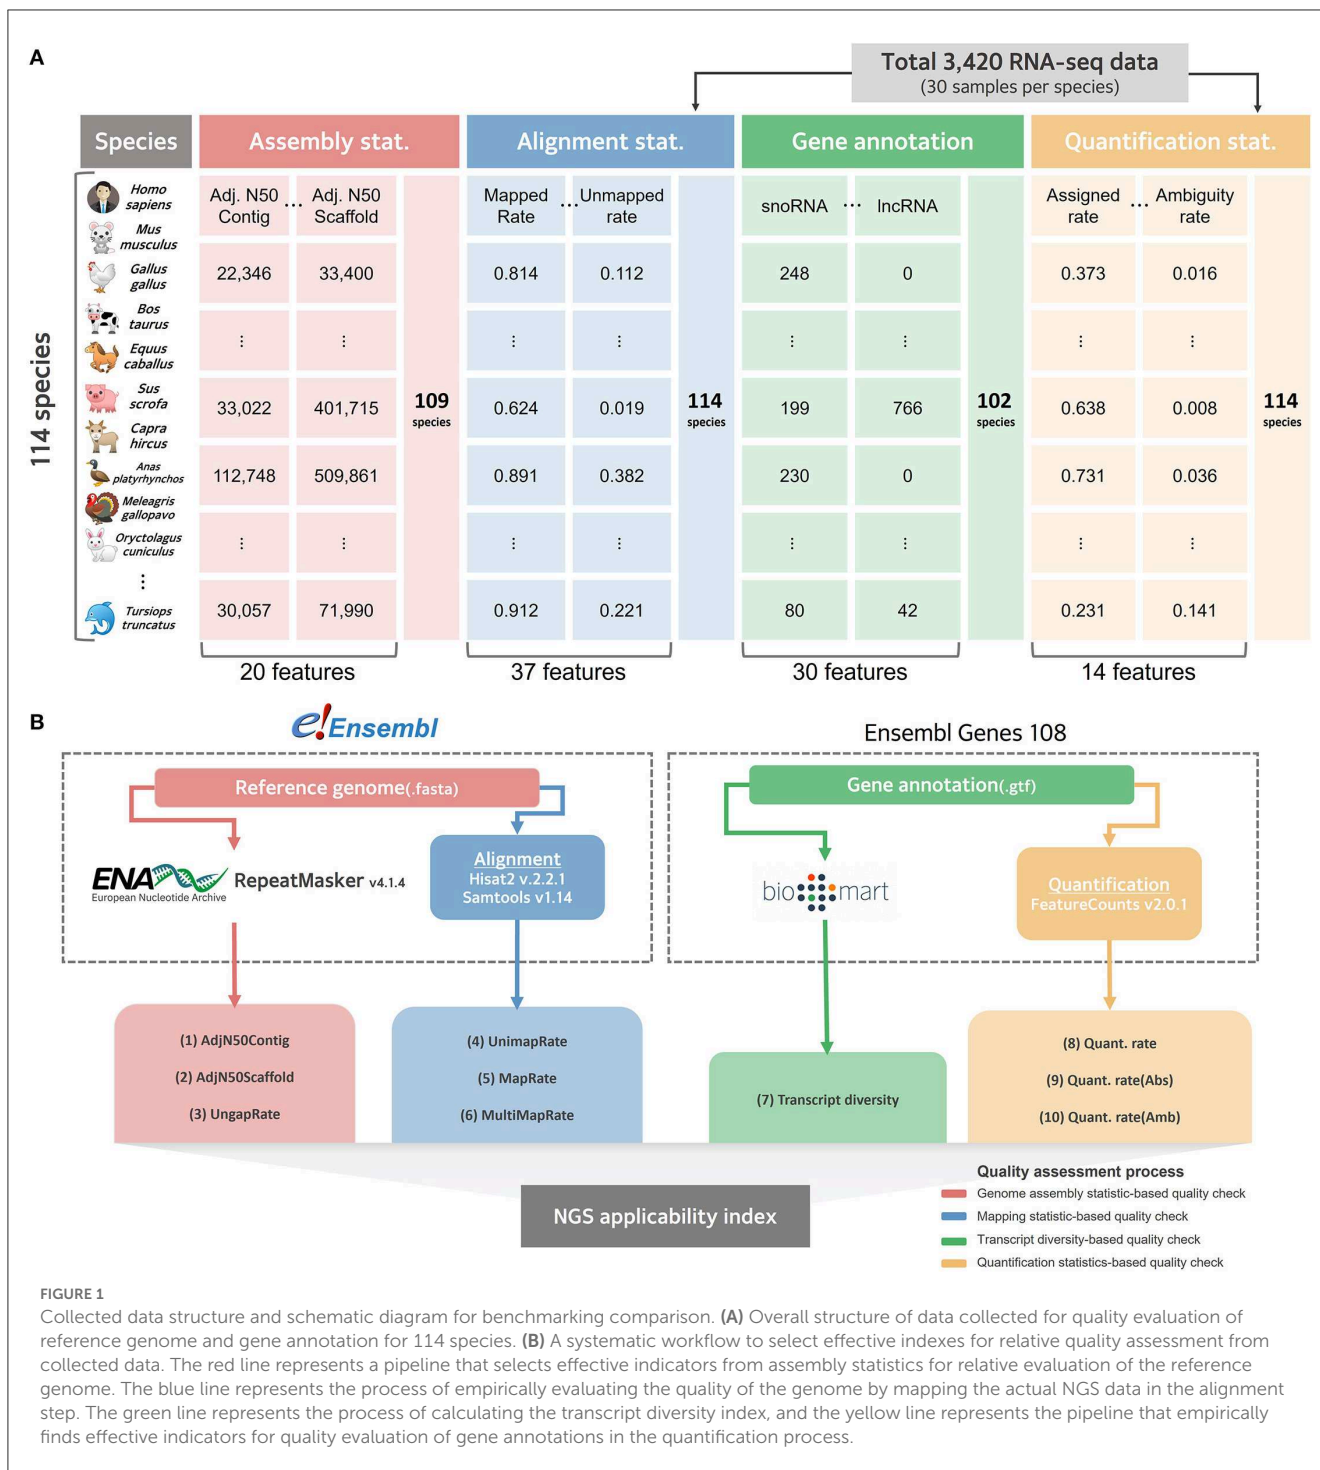 A
Total 3,420 RNA-seq data
(30 samples per species)
Species
Assembly stat.
Alignment stat.
Gene annotation
Quantification stat.
114 species
Homo
sapiens
Mus
musculus
Gallus
gallus
Bos
taurus
Equus
caballus
Sus
scrofa
Capra
hircus
Anas
platyrhynchos
Meleagris
gallopavo
Oryctolagus
cuniculus
⋮
Tursiops
truncatus
Adj. N50 ... Adj. N50
Contig Scaffold
Mapped ... Unmapped
Rate rate
snoRNA ... lncRNA
Assigned ... Ambiguity
rate rate
22,346 33,400 0.814 0.112 248 0 0.373 0.016
⋮ ⋮ ⋮ ⋮ ⋮ ⋮ ⋮ ⋮
33,022 401,715 109 0.624 0.019 114 199 766 102 0.638 0.008 114
species species species species
112,748 509,861 0.891 0.382 230 0 0.731 0.036
⋮ ⋮ ⋮ ⋮ ⋮ ⋮ ⋮ ⋮
30,057 71,990 0.912 0.221 80 42 0.231 0.141
20 features 37 features 30 features 14 features
B
e!Ensembl
Ensembl Genes 108
Reference genome(.fasta)
Gene annotation(.gtf)
ENA
European Nucleotide Archive
RepeatMasker v4.1.4
Alignment
Hisat2 v.2.2.1
Samtools v1.14
bio mart
Quantification
FeatureCounts v2.0.1
(1) AdjN50Contig
(2) AdjN50Scaffold
(3) UngapRate
(4) UnimapRate
(5) MapRate
(6) MultiMapRate
(7) Transcript diversity
(8) Quant. rate
(9) Quant. rate(Abs)
(10) Quant. rate(Amb)
NGS applicability index
Quality assessment process
Genome assembly statistic-based quality check
Mapping statistic-based quality check
Transcript diversity-based quality check
Quantification statistics-based quality check
FIGURE 1
Collected data structure and schematic diagram for benchmarking comparison. (A) Overall structure of data collected for quality evaluation of
reference genome and gene annotation for 114 species. (B) A systematic workflow to select effective indexes for relative quality assessment from
collected data. The red line represents a pipeline that selects effective indicators from assembly statistics for relative evaluation of the reference
genome. The blue line represents the process of empirically evaluating the quality of the genome by mapping the actual NGS data in the alignment
step. The green line represents the process of calculating the transcript diversity index, and the yellow line represents the pipeline that empirically
finds effective indicators for quality evaluation of gene annotations in the quantification process.